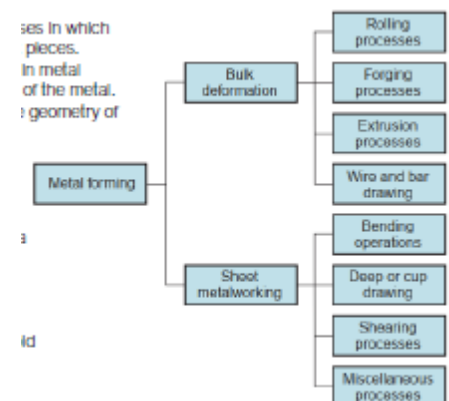 ses in which
pieces.
in metal
of the metal.
e geometry of
a
id
Metal forming
Bulk
deformation
Rolling
processes
Forging
processes
Extrusion
processes
Wire and bar
drawing
Sheet
metalworking
Bending
operations
Deep or cup
drawing
Shearing
processes
Miscellaneous
processes